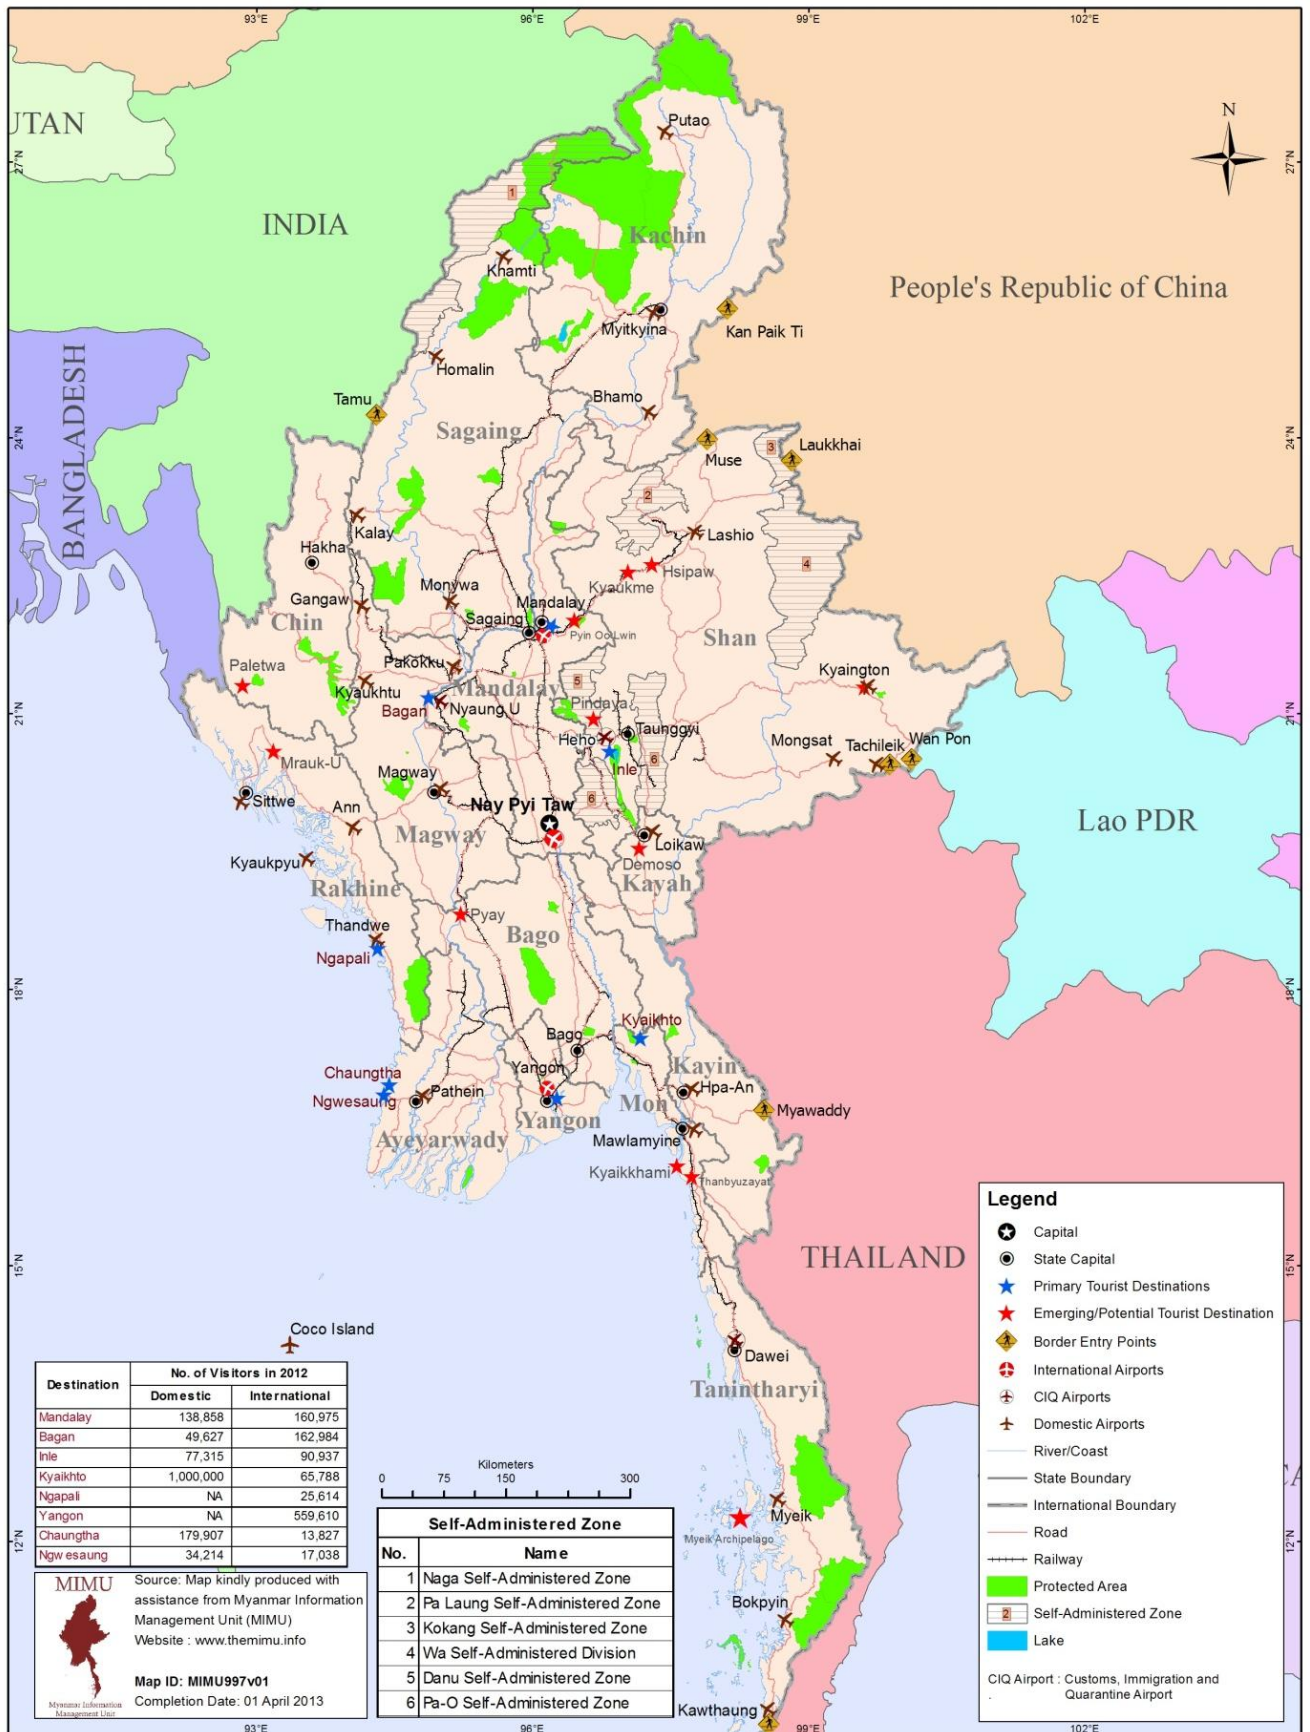 93°E 96°E 99°E 102°E
N
27°N 27°N
24°N 24°N
21°N 21°N
18°N 18°N
15°N 15°N
12°N 12°N
93°E 96°E 99°E 102°E
UTAN
INDIA
People's Republic of China
BANGLADESH
Lao PDR
THAILAND
Putao
1
Kachin
Khamti
Myitkyina
Kan Paik Ti
Homalin
Bhamo
Tamu
Sagaing
Muse
3
Laukkhai
2
Kalay
Lashio
Hakha
4
Hsipaw
Kyaukme
Gangaw
Monywa
Mandalay
Sagaing
Pyin Oo Lwin
Chin
Shan
Paletwa
Pakokku
Kyaukhtu
Mandalay
5
Kyaington
Bagan
Nyaung U
Pindaya
Heho
Taunggyi
Mongsat
Tachileik
Wan Pon
Mrauk-U
Inle
6
Magway
6
Sittwe
Ann
Nay Pyi Taw
Magway
Loikaw
Kyaukpyu
Demoso
Rakhine
Kayah
Pyay
Thandwe
Bago
Ngapali
Kyaikhto
Bago
Chaungtha
Yangon
Kayin
Ngwesaung
Pathein
Hpa-An
Yangon
Mon
Myawaddy
Ayeyarwady
Mawlamyine
Kyaikkhami
Thanbyuzayat
Coco Island
Dawei
Tanintharyi
Myeik
Myeik Archipelago
Bokpyin
Kawthaung
Destination No. of Visitors in 2012
Domestic International
Mandalay 138,858 160,975
Bagan 49,627 162,984
Inle 77,315 90,937
Kyaikhto 1,000,000 65,788
Ngapali NA 25,614
Yangon NA 559,610
Chaungtha 179,907 13,827
Ngwesaung 34,214 17,038
MIMU
Myanmar Information
Management Unit
Source: Map kindly produced with
assistance from Myanmar Information
Management Unit (MIMU)
Website : www.themimu.info
Map ID: MIMU997v01
Completion Date: 01 April 2013
Kilometers
0 75 150 300
Self-Administered Zone
No. Name
1 Naga Self-Administered Zone
2 Pa Laung Self-Administered Zone
3 Kokang Self-Administered Zone
4 Wa Self-Administered Division
5 Danu Self-Administered Zone
6 Pa-O Self-Administered Zone
Legend
Capital
State Capital
Primary Tourist Destinations
Emerging/Potential Tourist Destination
Border Entry Points
International Airports
CIQ Airports
Domestic Airports
River/Coast
State Boundary
International Boundary
Road
Railway
Protected Area
2 Self-Administered Zone
Lake
CIQ Airport : Customs, Immigration and
. Quarantine Airport